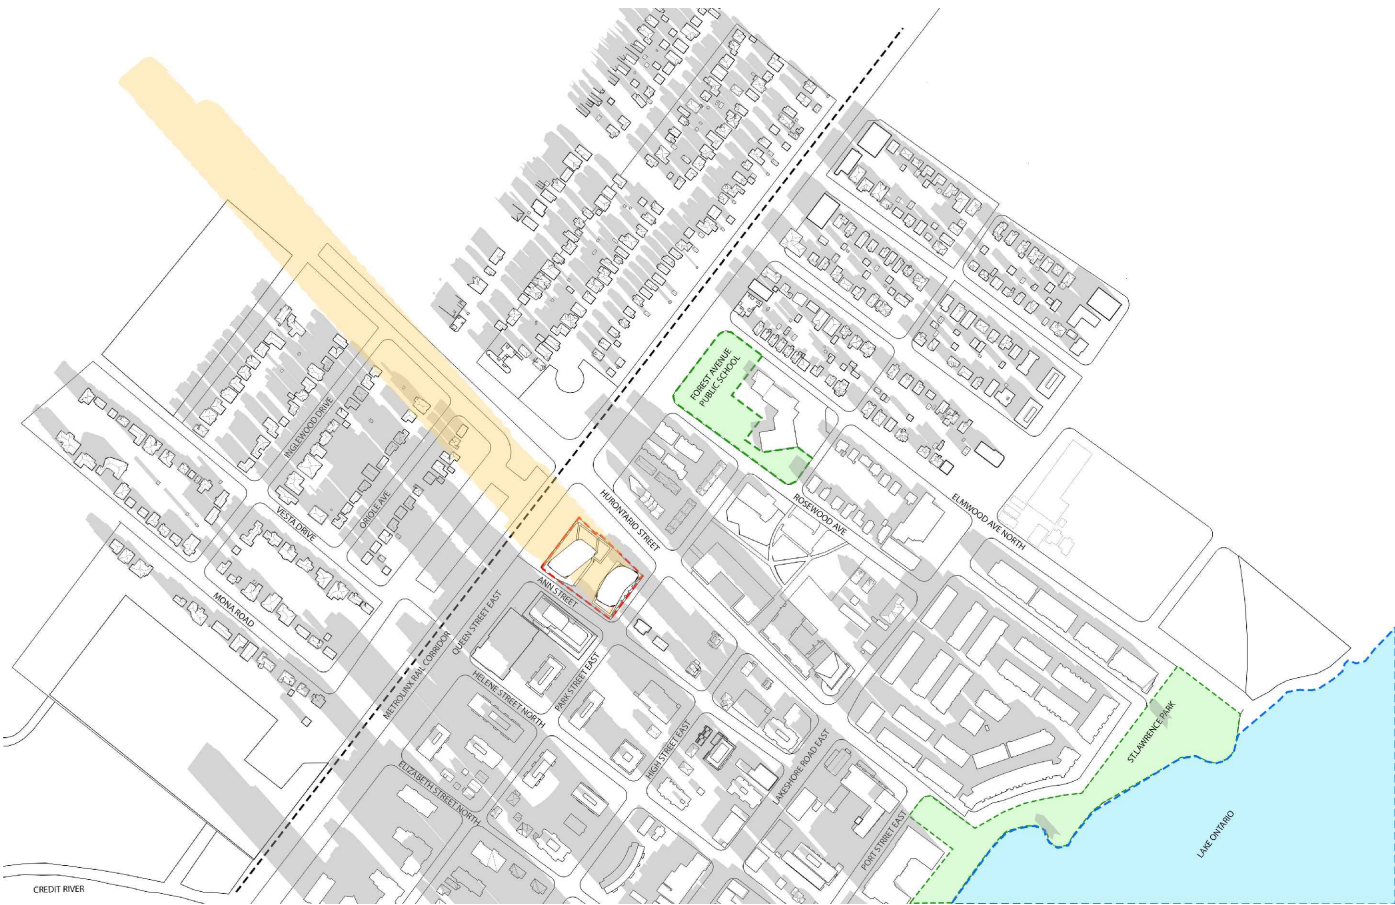 FOREST AVENUE
PUBLIC SCHOOL
INGLEWOOD DRIVE
ORIOLE AVE
VESTA DRIVE
MONA ROAD
HURONTARIO STREET
ROSEWOOD AVE
ELMWOOD AVE NORTH
ANN STREET
QUEEN STREET EAST
METROLINX RAIL CORRIDOR
HELENE STREET NORTH
PARK STREET EAST
ELIZABETH STREET NORTH
HIGH STREET EAST
LAKESHORE ROAD EAST
PORT STRRET EAST
ST.LAWRENCE PARK
LAKE ONTARIO
CREDIT RIVER